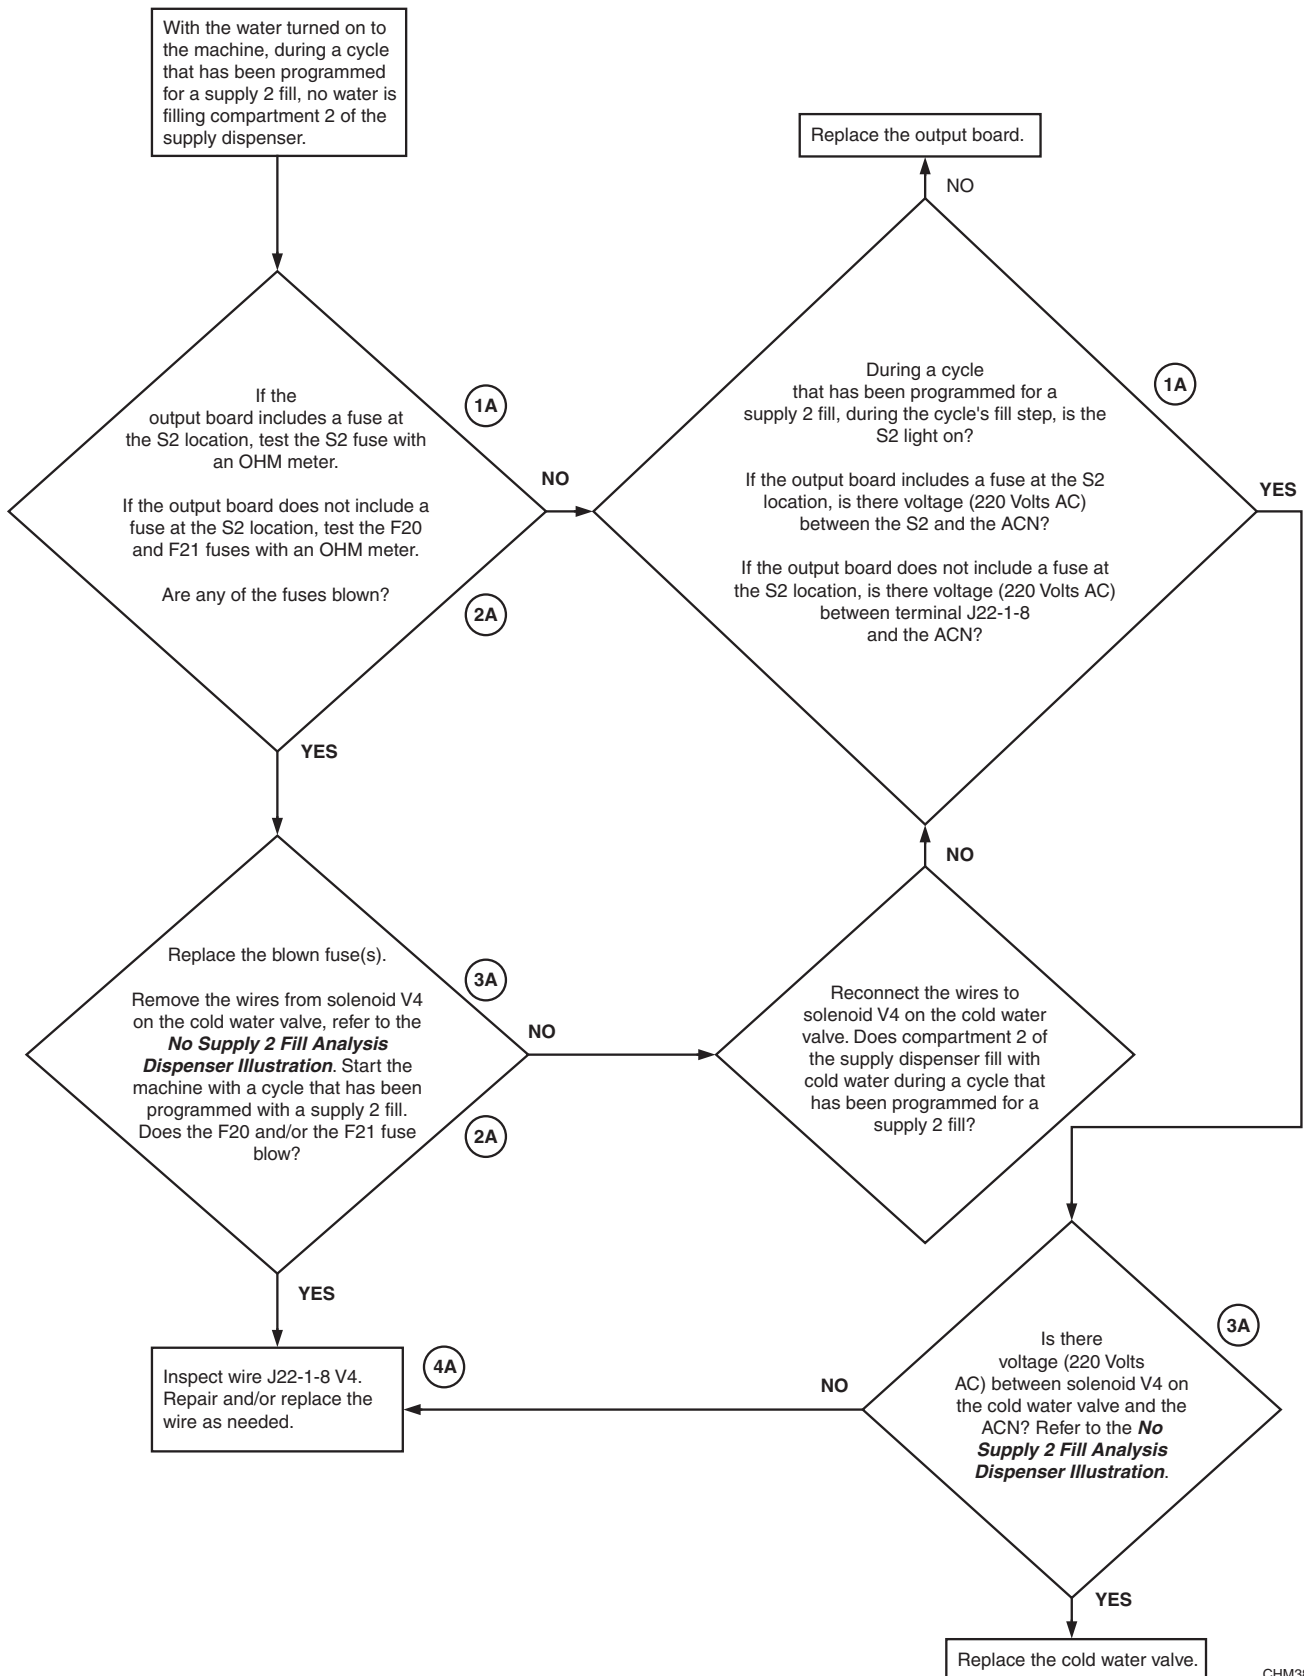 With the water turned on to
the machine, during a cycle
that has been programmed
for a supply 2 fill, no water is
filling compartment 2 of the
supply dispenser.
Replace the output board.
NO
If the
output board includes a fuse at
the S2 location, test the S2 fuse with
an OHM meter.
If the output board does not include a
fuse at the S2 location, test the F20
and F21 fuses with an OHM meter.
Are any of the fuses blown?
1A
2A
NO
YES
During a cycle
that has been programmed for a
supply 2 fill, during the cycle's fill step, is the
S2 light on?
If the output board includes a fuse at the S2
location, is there voltage (220 Volts AC)
between the S2 and the ACN?
If the output board does not include a fuse at
the S2 location, is there voltage (220 Volts AC)
between terminal J22-1-8
and the ACN?
1A
YES
NO
Replace the blown fuse(s).
Remove the wires from solenoid V4
on the cold water valve, refer to the
No Supply 2 Fill Analysis
Dispenser Illustration. Start the
machine with a cycle that has been
programmed with a supply 2 fill.
Does the F20 and/or the F21 fuse
blow?
3A
2A
NO
YES
Reconnect the wires to
solenoid V4 on the cold water
valve. Does compartment 2 of
the supply dispenser fill with
cold water during a cycle that
has been programmed for a
supply 2 fill?
Inspect wire J22-1-8 V4.
Repair and/or replace the
wire as needed.
4A
NO
Is there
voltage (220 Volts
AC) between solenoid V4 on
the cold water valve and the
ACN? Refer to the No
Supply 2 Fill Analysis
Dispenser Illustration.
3A
YES
Replace the cold water valve.